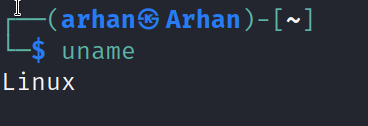 ┌──(arhan㉿Arhan)-[~]
└─$ uname
Linux